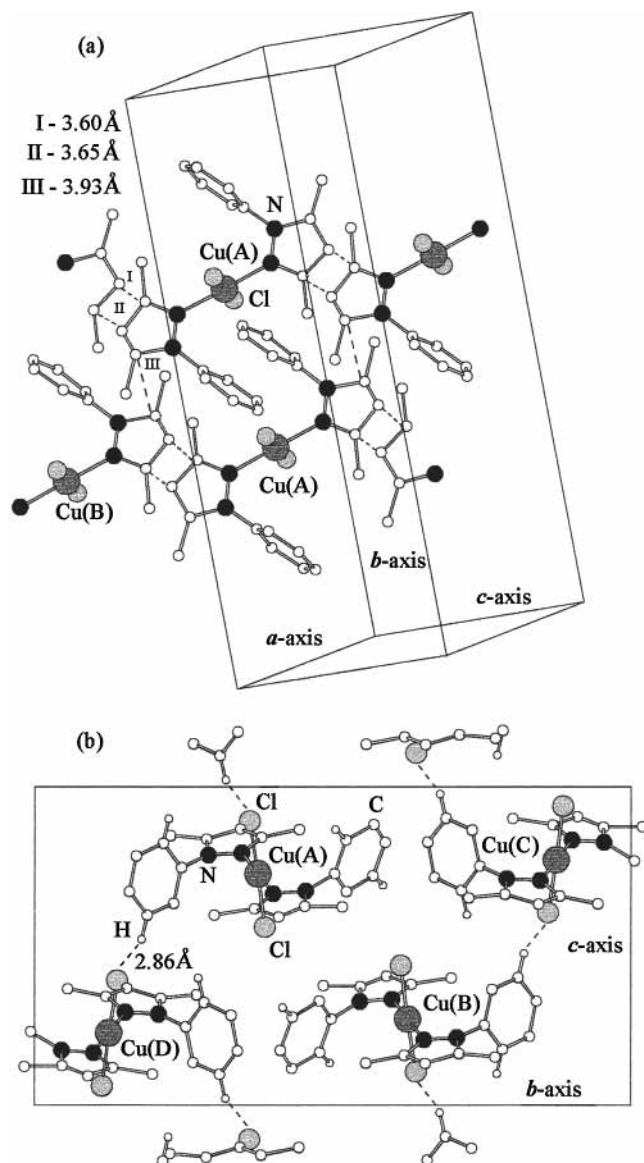 (a)
I - 3.60Å
II - 3.65Å
III - 3.93Å
N
Cu(A)
Cl
I
II
III
Cu(A)
Cu(B)
b-axis
c-axis
a-axis
(b)
Cl
C
Cu(A)
Cu(C)
N
H
Cl
c-axis
2.86Å
Cu(B)
Cu(D)
b-axis